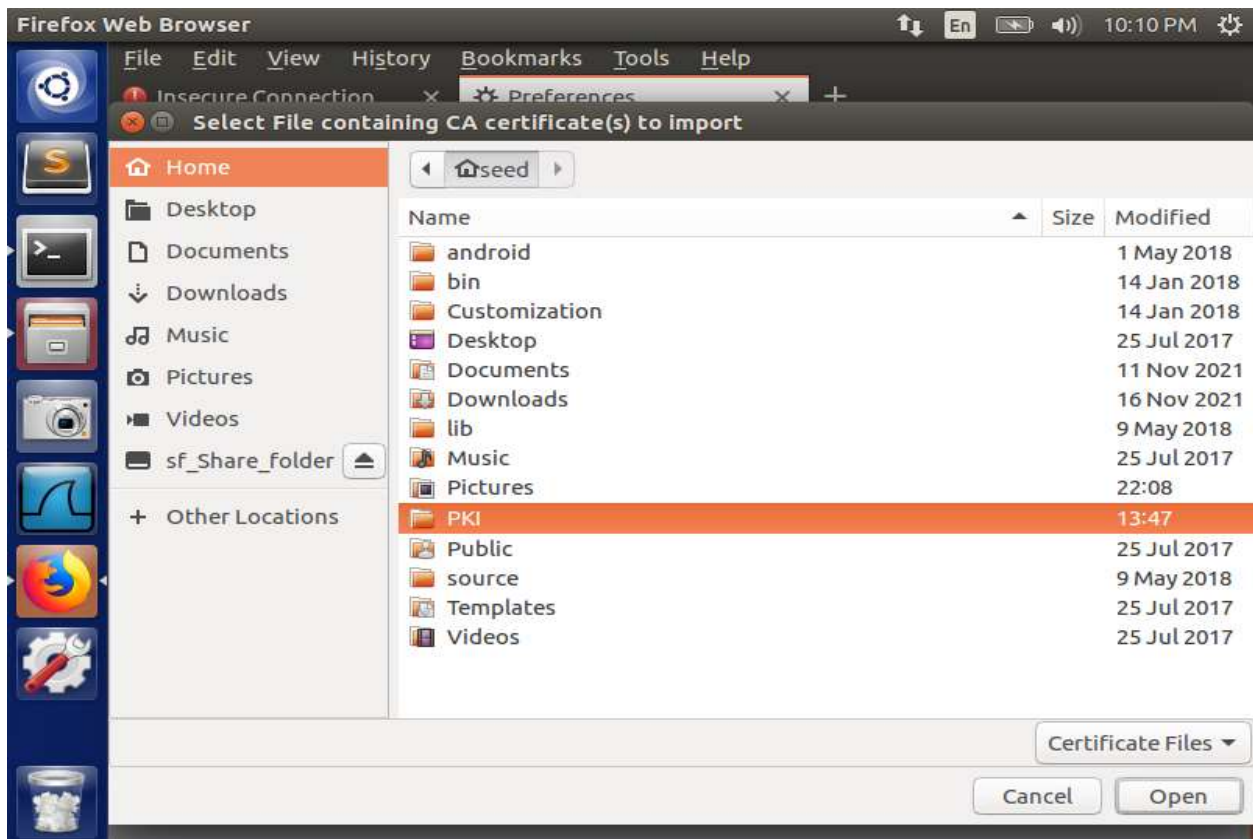 Firefox Web Browser En 10:10 PM
File Edit View History Bookmarks Tools Help
Insecure Connection Preferences
Select File containing CA certificate(s) to import
Home seed
Desktop
Name Size Modified
Documents
android 1 May 2018
bin 14 Jan 2018
Downloads
Customization 14 Jan 2018
Music
Desktop 25 Jul 2017
Pictures
Documents 11 Nov 2021
Downloads 16 Nov 2021
Videos
lib 9 May 2018
sf_Share_folder
Music 25 Jul 2017
Pictures 22:08
Other Locations
PKI 13:47
Public 25 Jul 2017
source 9 May 2018
Templates 25 Jul 2017
Videos 25 Jul 2017
Certificate Files
Cancel Open